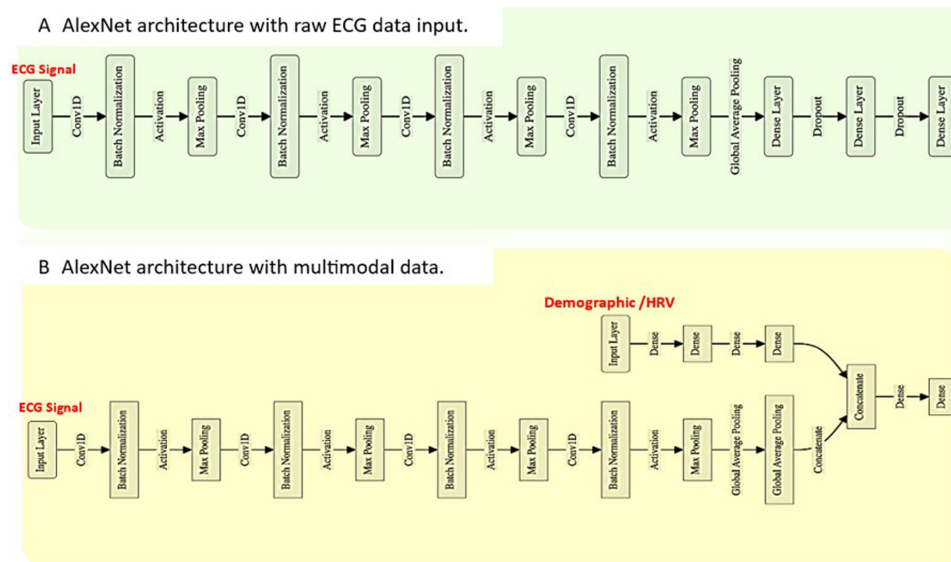 A AlexNet architecture with raw ECG data input.
ECG Signal
Input Layer
Conv1D
Batch Normalization
Activation
Max Pooling
Conv1D
Batch Normalization
Activation
Max Pooling
Conv1D
Batch Normalization
Activation
Max Pooling
Conv1D
Batch Normalization
Activation
Max Pooling
Global Average Pooling
Dense Layer
Dropout
Dense Layer
Dropout
Dense Layer
B AlexNet architecture with multimodal data.
Demographic /HRV
Input Layer
Dense
Dense
Dense
Dense
ECG Signal
Input Layer
Conv1D
Batch Normalization
Activation
Max Pooling
Conv1D
Batch Normalization
Activation
Max Pooling
Conv1D
Batch Normalization
Activation
Max Pooling
Conv1D
Batch Normalization
Activation
Max Pooling
Global Average Pooling
Global Average Pooling
Concatenate
Concatenate
Dense
Dense